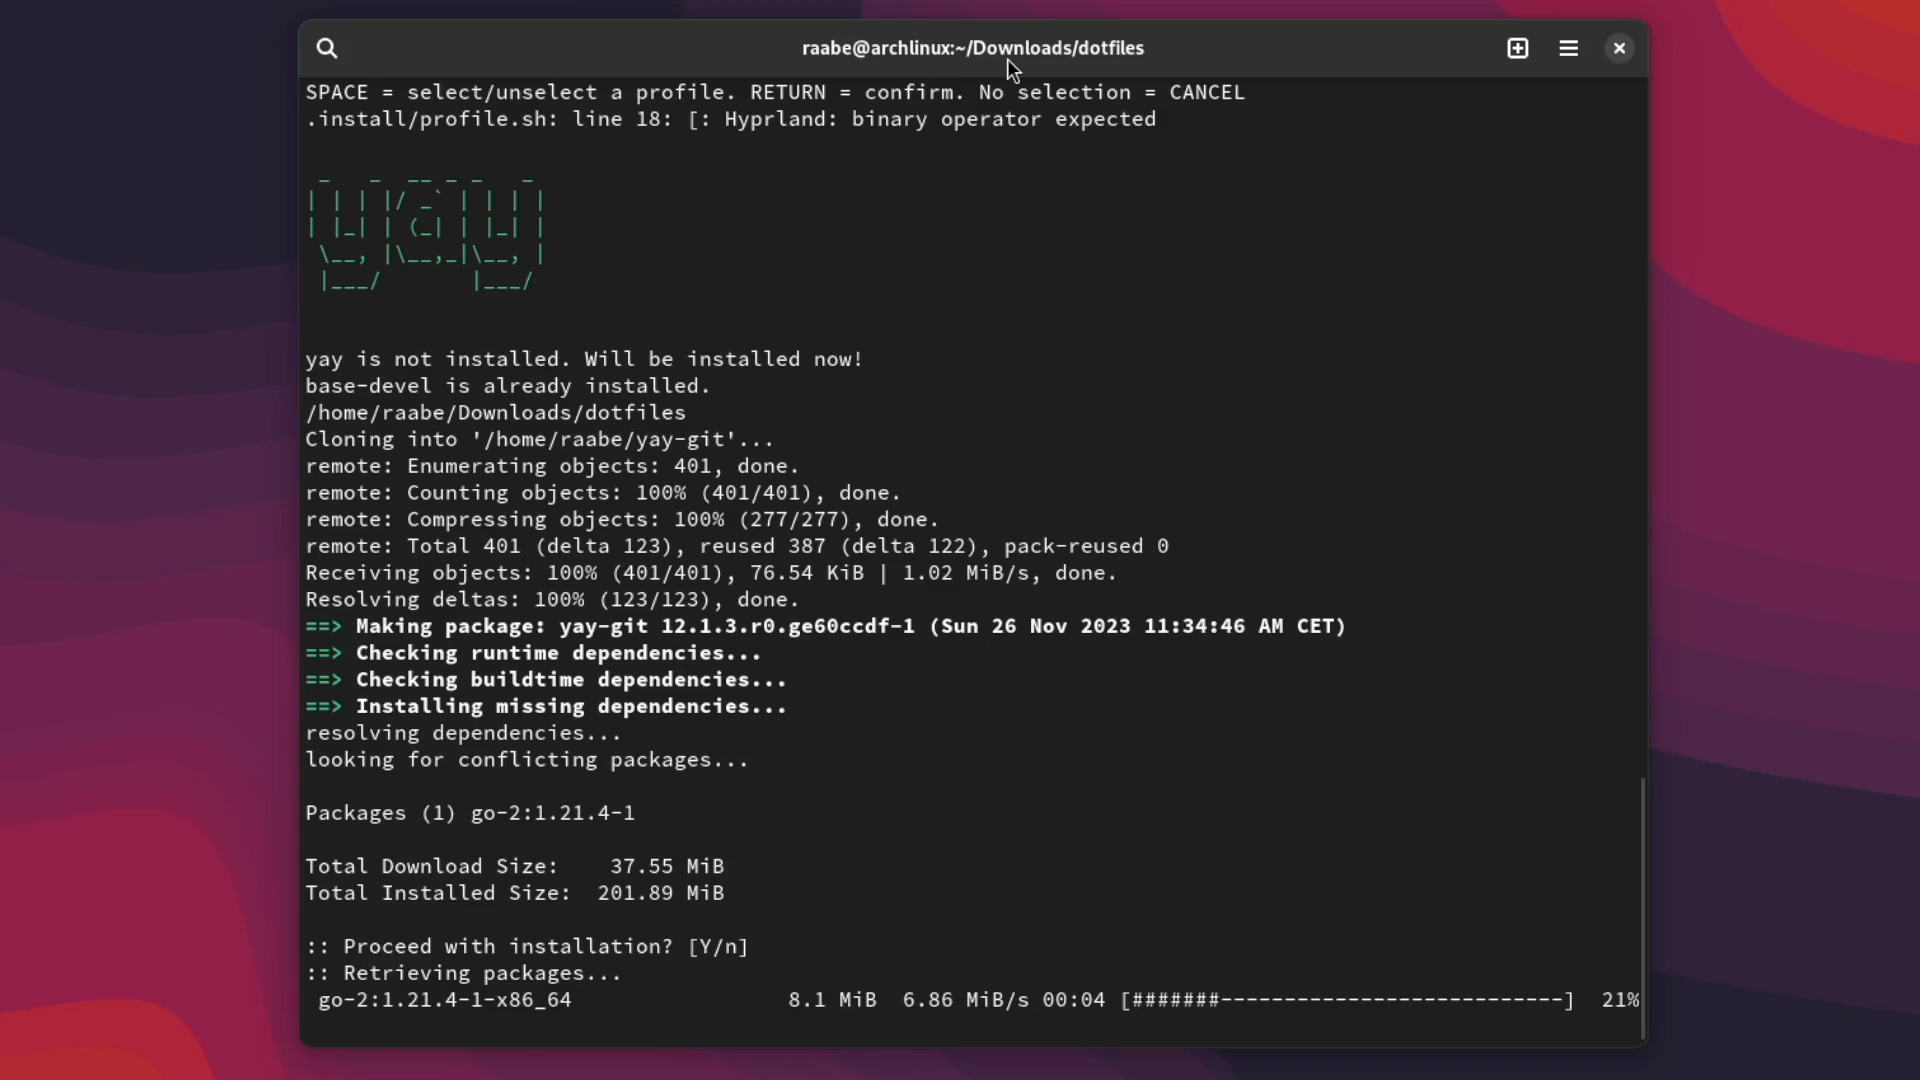 raabe@archlinux:~/Downloads/dotfiles
SPACE = select/unselect a profile. RETURN = confirm. No selection = CANCEL
.install/profile.sh: line 18: [: Hyprland: binary operator expected
 _   _  __ _ _   _
| | | |/ _` | | | |
| |_| | (_| | |_| |
 \__, |\__,_|\__, |
 |___/       |___/
yay is not installed. Will be installed now!
base-devel is already installed.
/home/raabe/Downloads/dotfiles
Cloning into '/home/raabe/yay-git'...
remote: Enumerating objects: 401, done.
remote: Counting objects: 100% (401/401), done.
remote: Compressing objects: 100% (277/277), done.
remote: Total 401 (delta 123), reused 387 (delta 122), pack-reused 0
Receiving objects: 100% (401/401), 76.54 KiB | 1.02 MiB/s, done.
Resolving deltas: 100% (123/123), done.
==> Making package: yay-git 12.1.3.r0.ge60ccdf-1 (Sun 26 Nov 2023 11:34:46 AM CET)
==> Checking runtime dependencies...
==> Checking buildtime dependencies...
==> Installing missing dependencies...
resolving dependencies...
looking for conflicting packages...
Packages (1) go-2:1.21.4-1
Total Download Size:    37.55 MiB
Total Installed Size:  201.89 MiB
:: Proceed with installation? [Y/n]
:: Retrieving packages...
 go-2:1.21.4-1-x86_64                 8.1 MiB  6.86 MiB/s 00:04 [#######---------------------------]  21%